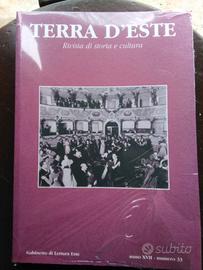 TERRA D'ESTE
Rivista di storia e cultura
Gabinetto di Lettura Este
anno XVII - numero 33
subito